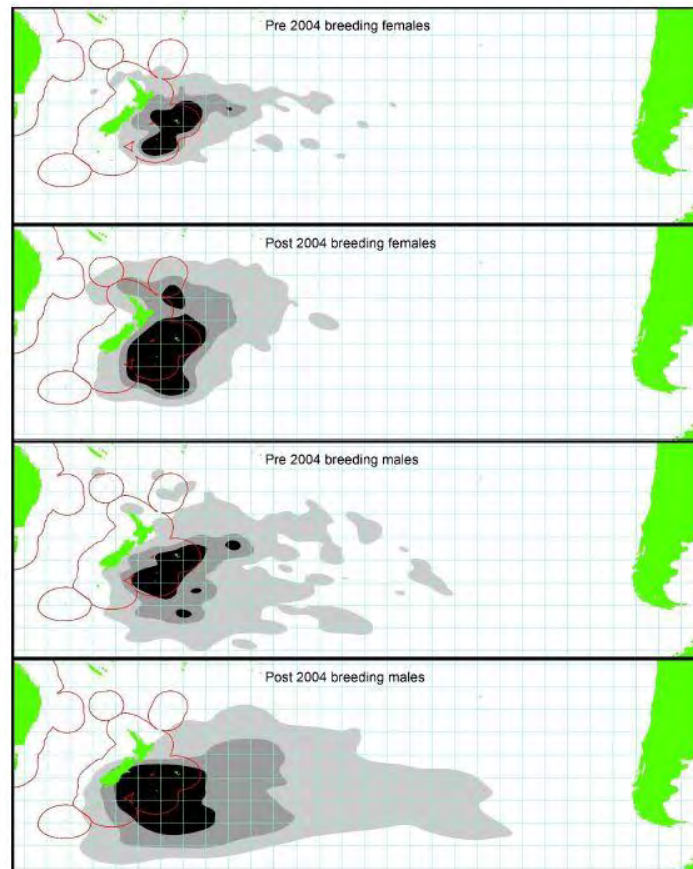 Pre 2004 breeding females
Post 2004 breeding females
Pre 2004 breeding males
Post 2004 breeding males